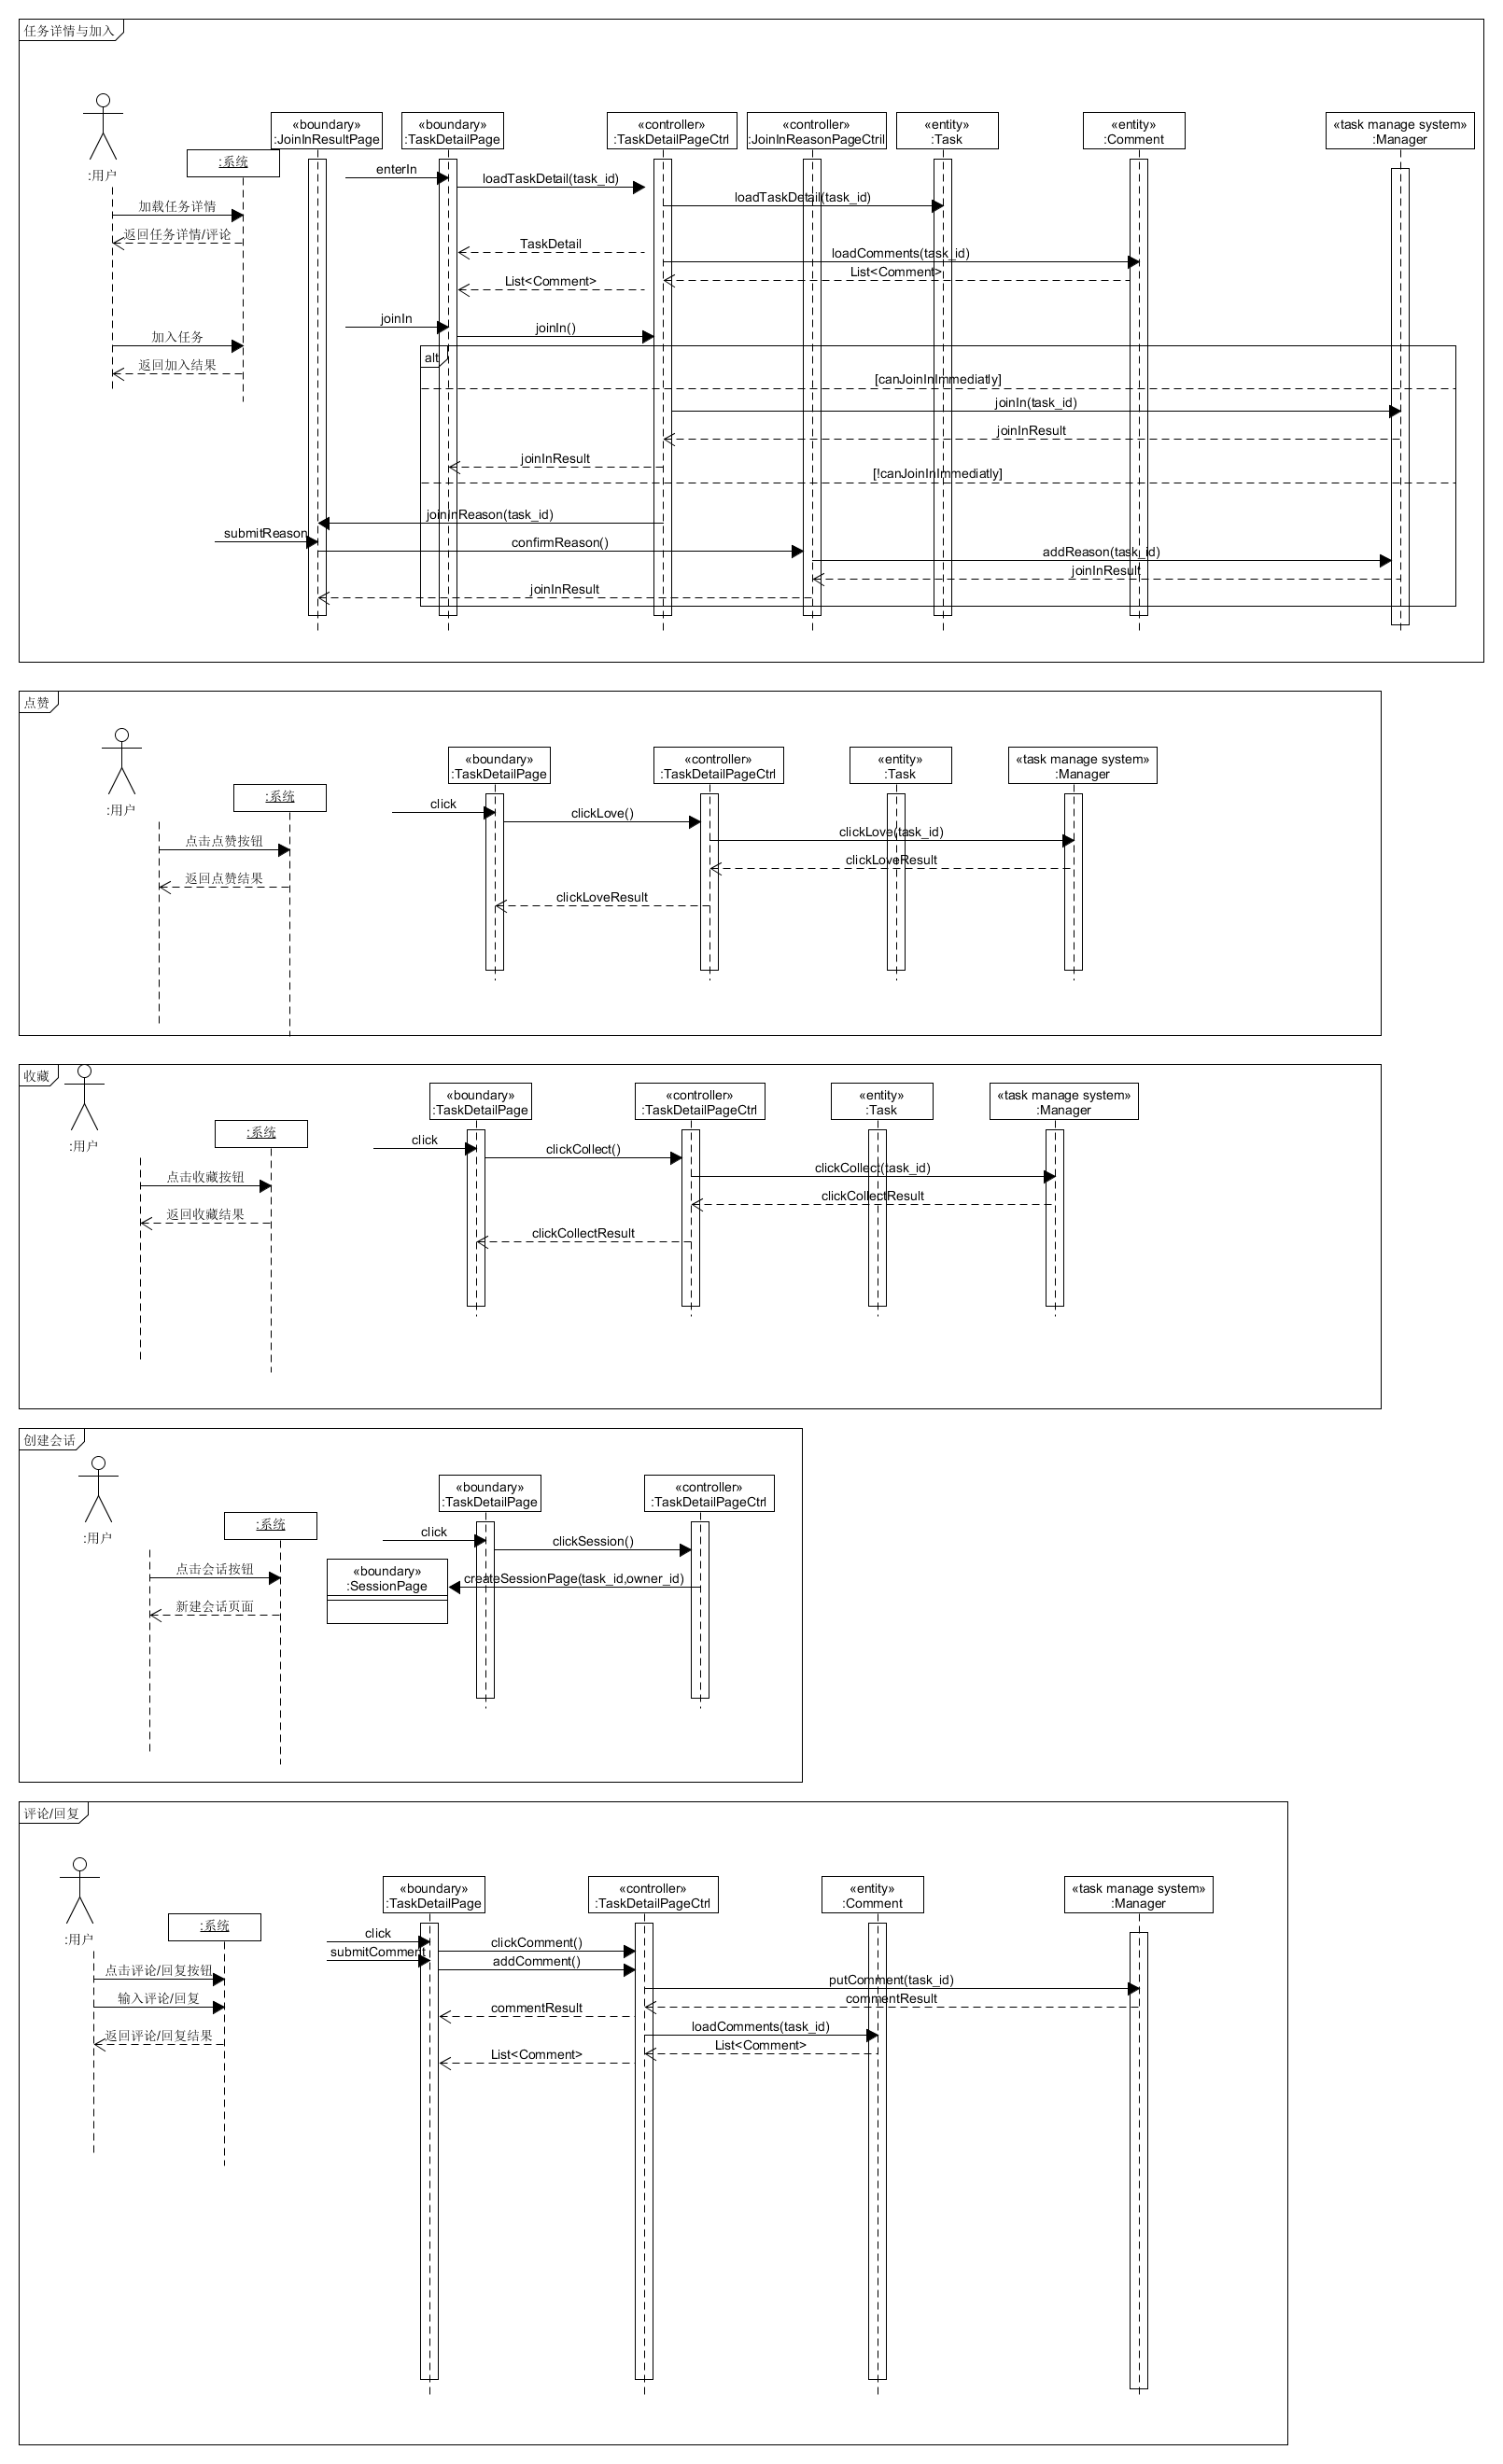 任务详情与加入
:用户
:系统
«boundary»
:JoinInResultPage
«boundary»
:TaskDetailPage
«controller»
:TaskDetailPageCtrl
«controller»
:JoinInReasonPageCtril
«entity»
:Task
«entity»
:Comment
«task manage system»
:Manager
enterIn
loadTaskDetail(task_id)
loadTaskDetail(task_id)
加载任务详情
返回任务详情/评论
TaskDetail
loadComments(task_id)
List<Comment>
List<Comment>
joinIn
joinIn()
加入任务
返回加入结果
alt
[canJoinInImmediatly]
joinIn(task_id)
joinInResult
joinInResult
[!canJoinInImmediatly]
joinInReason(task_id)
submitReason
confirmReason()
addReason(task_id)
joinInResult
joinInResult
点赞
:用户
:系统
«boundary»
:TaskDetailPage
«controller»
:TaskDetailPageCtrl
«entity»
:Task
«task manage system»
:Manager
click
clickLove()
clickLove(task_id)
点击点赞按钮
clickLoveResult
返回点赞结果
clickLoveResult
收藏
:用户
:系统
«boundary»
:TaskDetailPage
«controller»
:TaskDetailPageCtrl
«entity»
:Task
«task manage system»
:Manager
click
clickCollect()
clickCollect(task_id)
点击收藏按钮
clickCollectResult
返回收藏结果
clickCollectResult
创建会话
:用户
:系统
«boundary»
:TaskDetailPage
«controller»
:TaskDetailPageCtrl
click
clickSession()
点击会话按钮
«boundary»
:SessionPage
createSessionPage(task_id,owner_id)
新建会话页面
评论/回复
:用户
:系统
«boundary»
:TaskDetailPage
«controller»
:TaskDetailPageCtrl
«entity»
:Comment
«task manage system»
:Manager
click
clickComment()
submitComment
addComment()
点击评论/回复按钮
putComment(task_id)
输入评论/回复
commentResult
commentResult
loadComments(task_id)
返回评论/回复结果
List<Comment>
List<Comment>